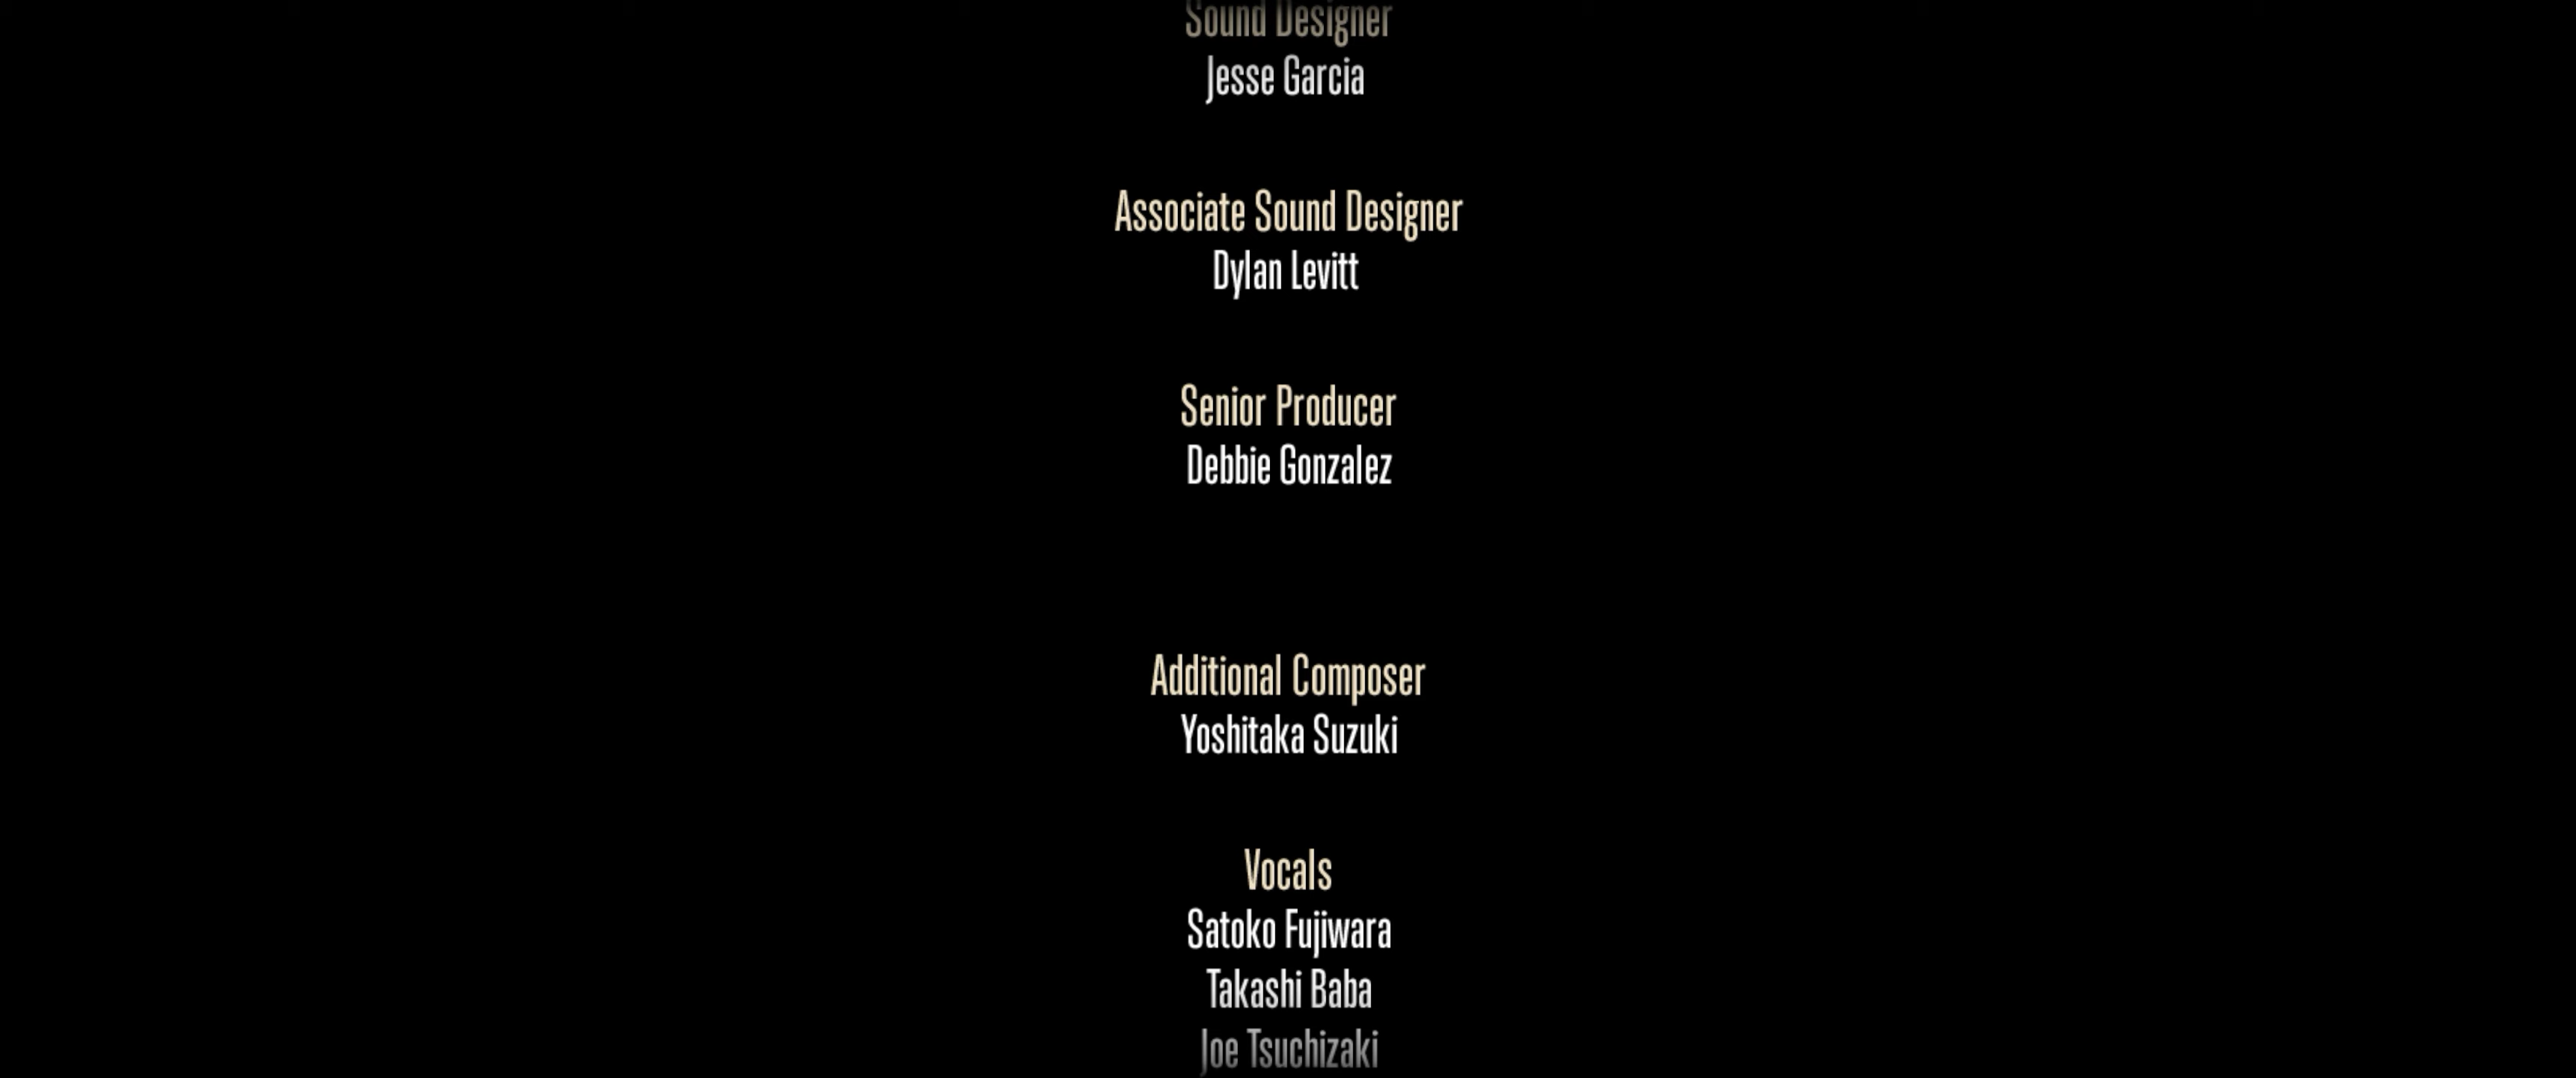 Sound Designer
Jesse Garcia
Associate Sound Designer
Dylan Levitt
Senior Producer
Debbie Gonzalez
Additional Composer
Yoshitaka Suzuki
Vocals
Satoko Fujiwara
Takashi Baba
Joe Tsuchizaki